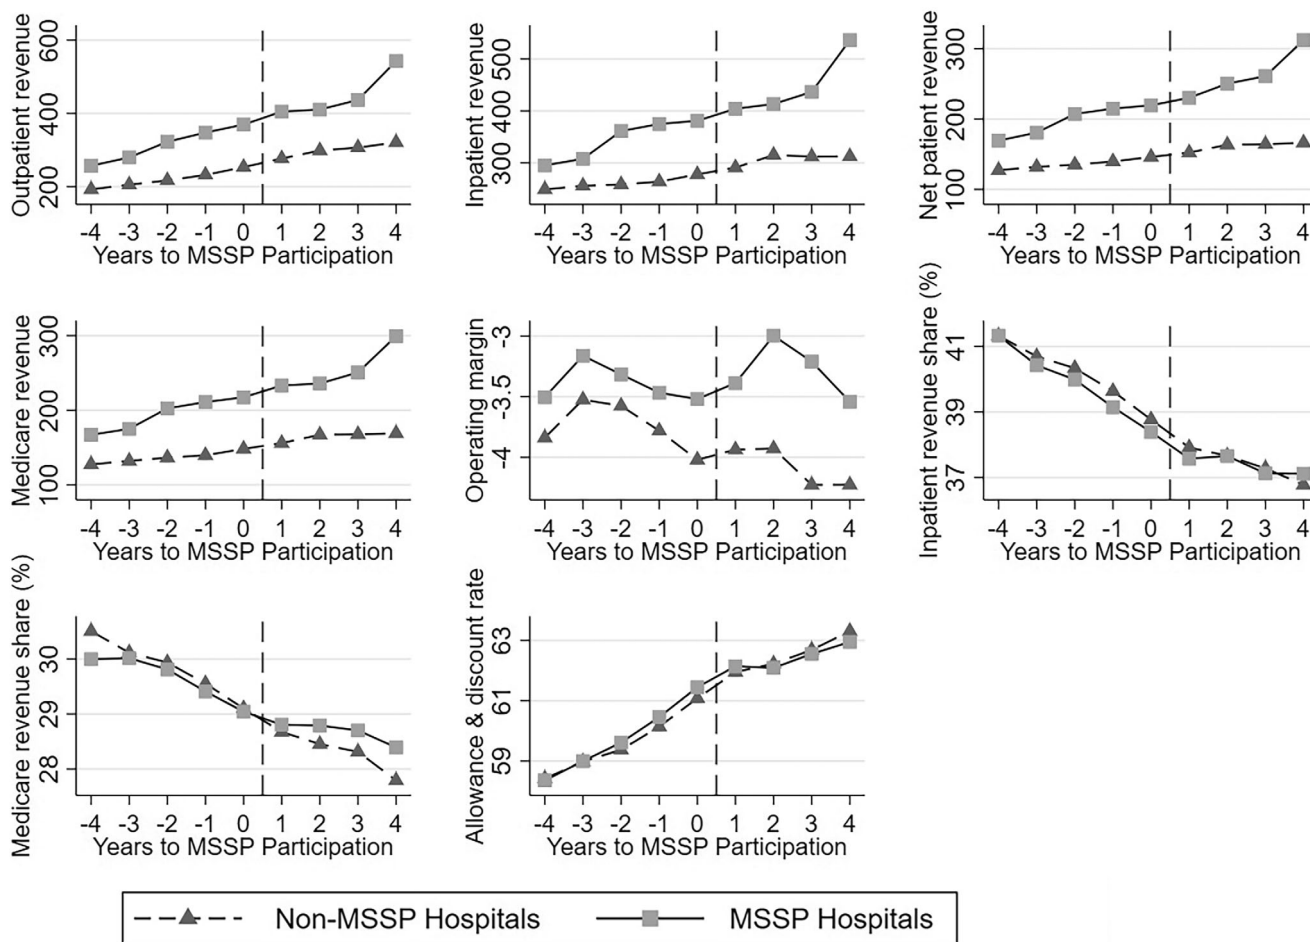 Outpatient revenue
600
400
200
-4 -3 -2 -1 0 1 2 3 4
Years to MSSP Participation
Inpatient revenue
500
400
300
-4 -3 -2 -1 0 1 2 3 4
Years to MSSP Participation
Net patient revenue
300
200
100
-4 -3 -2 -1 0 1 2 3 4
Years to MSSP Participation
Medicare revenue
300
200
100
-4 -3 -2 -1 0 1 2 3 4
Years to MSSP Participation
Operating margin
-3
-3.5
-4
-4 -3 -2 -1 0 1 2 3 4
Years to MSSP Participation
Inpatient revenue share (%)
41
39
37
-4 -3 -2 -1 0 1 2 3 4
Years to MSSP Participation
Medicare revenue share (%)
30
29
28
-4 -3 -2 -1 0 1 2 3 4
Years to MSSP Participation
Allowance & discount rate
63
61
59
-4 -3 -2 -1 0 1 2 3 4
Years to MSSP Participation
Non-MSSP Hospitals MSSP Hospitals